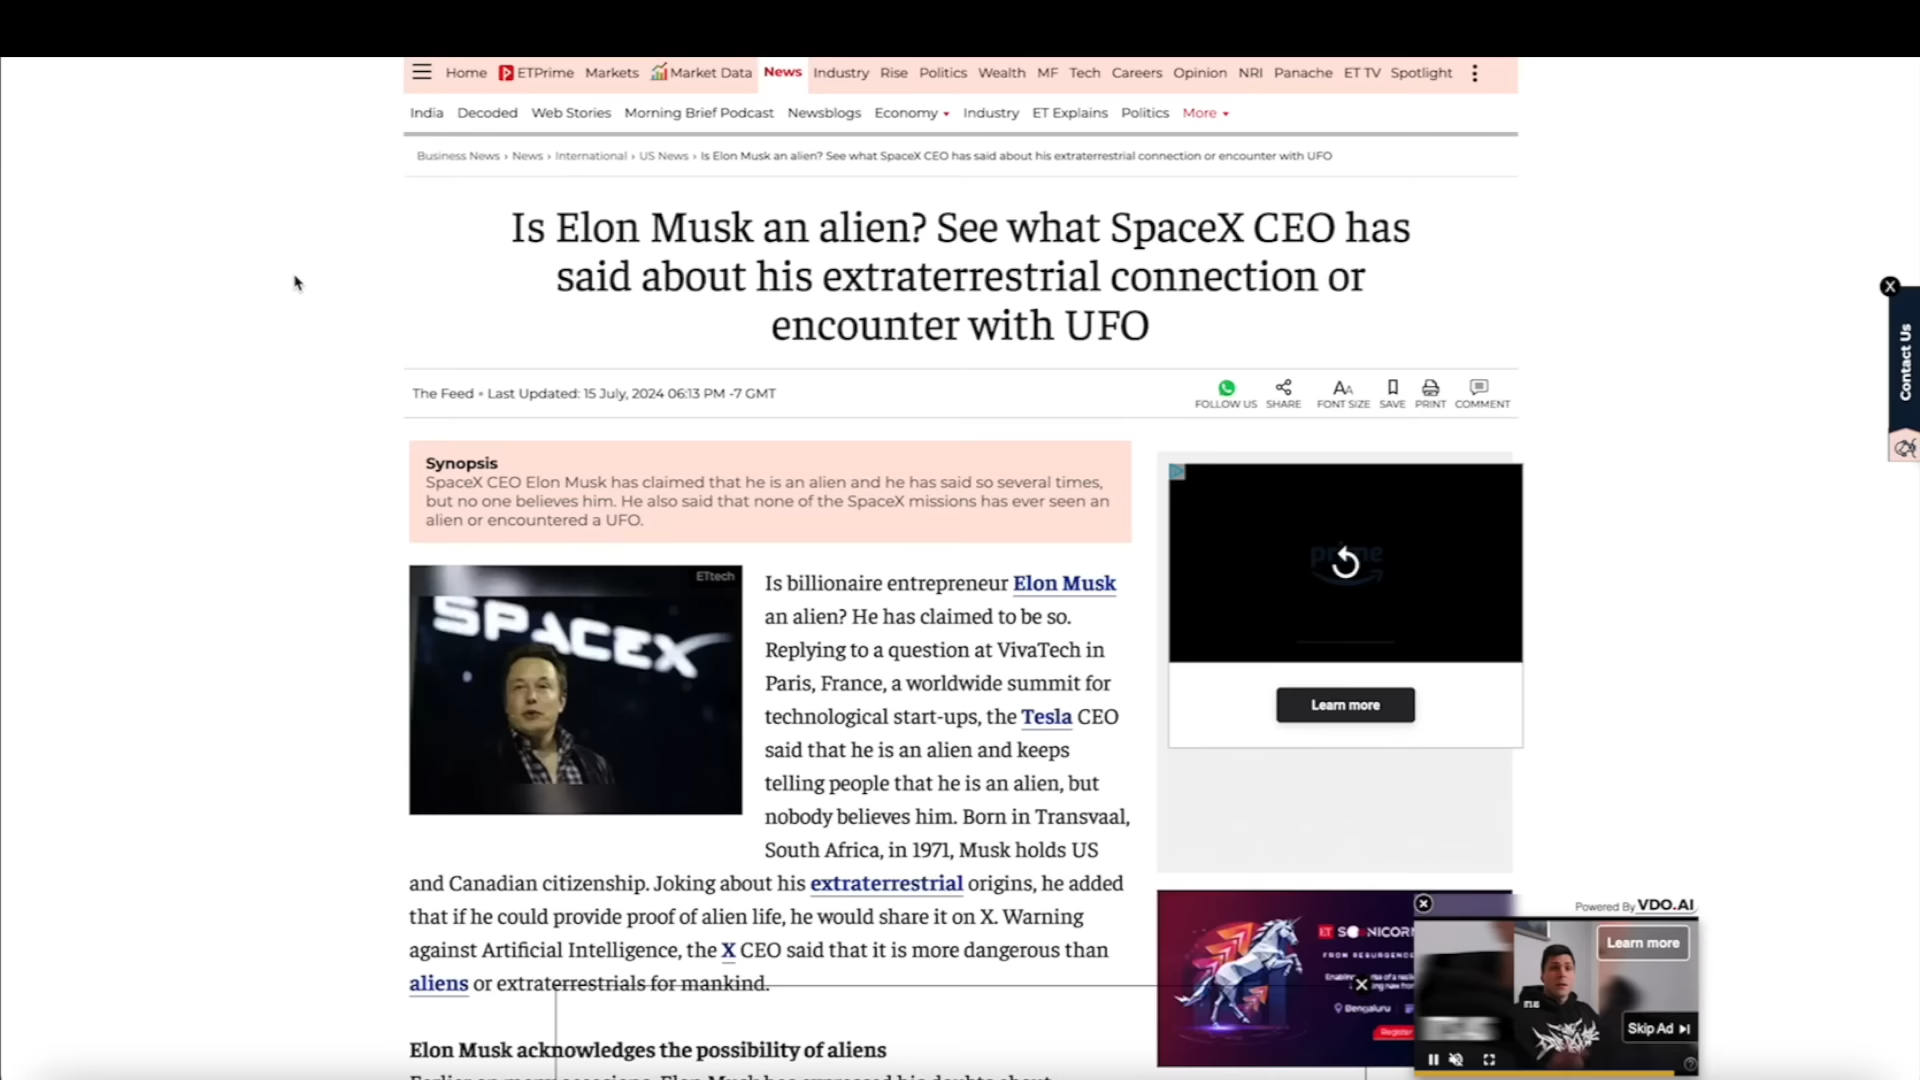 Home ETPrime Markets Market Data News Industry Rise Politics Wealth MF Tech Careers Opinion NRI Panache ET TV Spotlight
India Decoded Web Stories Morning Brief Podcast Newsblogs Economy Industry ET Explains Politics More
Business News › News › International › US News › Is Elon Musk an alien? See what SpaceX CEO has said about his extraterrestrial connection or encounter with UFO
Is Elon Musk an alien? See what SpaceX CEO has
said about his extraterrestrial connection or
encounter with UFO
X
Contact Us
The Feed • Last Updated: 15 July, 2024 06:13 PM -7 GMT
FOLLOW US SHARE FONT SIZE SAVE PRINT COMMENT
Synopsis
SpaceX CEO Elon Musk has claimed that he is an alien and he has said so several times,
but no one believes him. He also said that none of the SpaceX missions has ever seen an
alien or encountered a UFO.
ETtech
SPACEX
Is billionaire entrepreneur Elon Musk
an alien? He has claimed to be so.
Replying to a question at VivaTech in
Paris, France, a worldwide summit for
technological start-ups, the Tesla CEO
said that he is an alien and keeps
telling people that he is an alien, but
nobody believes him. Born in Transvaal,
South Africa, in 1971, Musk holds US
and Canadian citizenship. Joking about his extraterrestrial origins, he added
that if he could provide proof of alien life, he would share it on X. Warning
against Artificial Intelligence, the X CEO said that it is more dangerous than
aliens or extraterrestrials for mankind.
Elon Musk acknowledges the possibility of aliens
prime
Learn more
ET
FROM RESURGENCE
Bengaluru
Register
Powered By VDO.AI
Learn more
Skip Ad